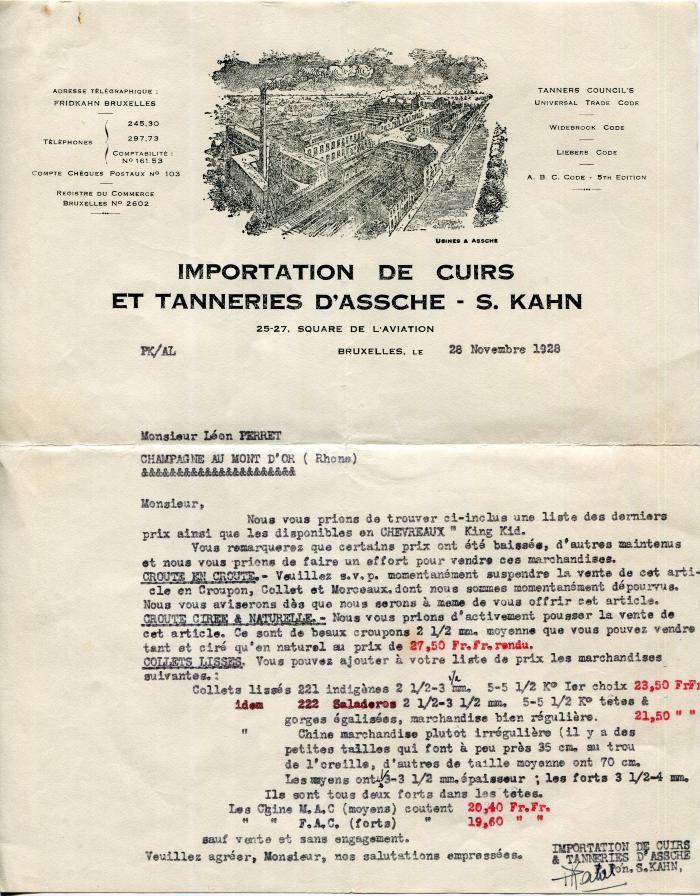 ADRESSE TÉLÉGRAPHIQUE :
FRIDKAHN BRUXELLES
TÉLÉPHONES
245,30
297,73
COMPTABILITÉ :
Nº 161.53
COMPTE CHÈQUES POSTAUX Nº 103
REGISTRE DU COMMERCE
BRUXELLES Nº 2602
TANNERS COUNCIL'S
UNIVERSAL TRADE CODE
WIDEBROOK CODE
LIEBERS CODE
A. B. C. CODE - 5TH EDITION
USINES A ASSCHE
IMPORTATION DE CUIRS
ET TANNERIES D'ASSCHE - S. KAHN
25-27, SQUARE DE L'AVIATION
PK/AL BRUXELLES, LE 28 Novembre 1928
Monsieur Léon PERRET
CHAMPAGNE AU MONT D'OR ( Rhone)
&&&&&&&&&&&&&&&&&&&&&&
Monsieur,
Nous vous prions de trouver ci-inclus une liste des derniers
prix ainsi que les disponibles en CHEVREAUX " King Kid.
Vous remarquerez que certains prix ont été baissés, d'autres maintenus
et nous vous prions de faire un effort pour vendre ces marchandises.
CROUTE EN CROUTE.- Veuillez s.v.p. momentanément suspendre la vente de cet arti-
cle en Croupon, Collet et Morceaux.dont nous sommes momentanément dépourvus.
Nous vous aviserons dès que nous serons à meme de vous offrir cet article.
CROUTE CIREE & NATURELLE.- Nous vous prions d'activement pousser la vente de
cet article. Ce sont de beaux croupons 2 1/2 mm. moyenne que vous pouvez vendre
tant et ciré qu'en naturel au prix de 27,50 Fr.Fr.rendu.
COLLETS LISSES. Vous pouvez ajouter à votre liste de prix les marchandises
suivantes.:
Collets lissés 221 indigènes 2 1/2-3 1/2 mm. 5-5 1/2 Kº Ier choix 23,50 FrFr
idem 222 Saladeros 2 1/2-3 1/2 mm. 5-5 1/2 Kº tetes &
gorges égalisées, marchandise bien régulière. 21,50 " "
" Chine marchandise plutot irrégulière (il y a des
petites tailles qui font à peu près 35 cm. au trou
de l'oreille, d'autres de taille moyenne ont 70 cm.
Les moyens ont 3-3 1/2 mm.épaisseur ; les forts 3 1/2-4 mm.
Ils sont tous deux forts dans les tetes.
Les Chine M.A.C (moyens) coutent 20,40 Fr.Fr.
" " F.A.C. (forts) " 19,60 " "
sauf vente et sans engagement.
Veuillez agréer, Monsieur, nos salutations empressées.
IMPORTATION DE CUIRS
& TANNERIES D'ASSCHE
S. KAHN,